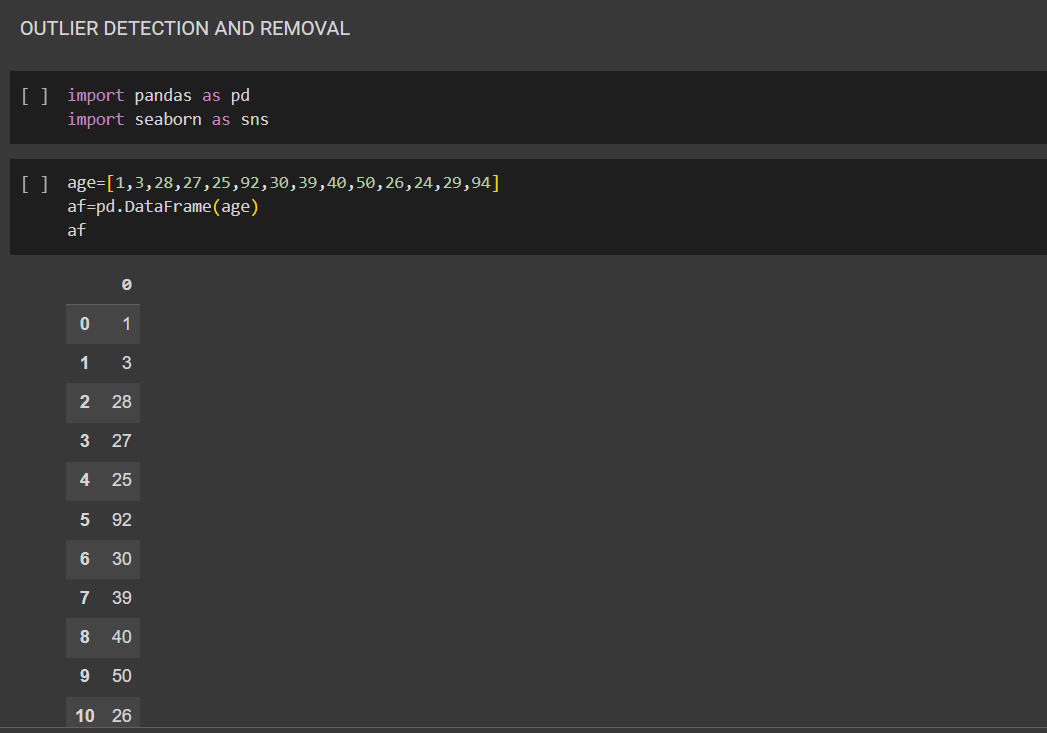 OUTLIER DETECTION AND REMOVAL
[ ] import pandas as pd
import seaborn as sns
[ ] age=[1,3,28,27,25,92,30,39,40,50,26,24,29,94]
af=pd.DataFrame(age)
af
0
0 1
1 3
2 28
3 27
4 25
5 92
6 30
7 39
8 40
9 50
10 26